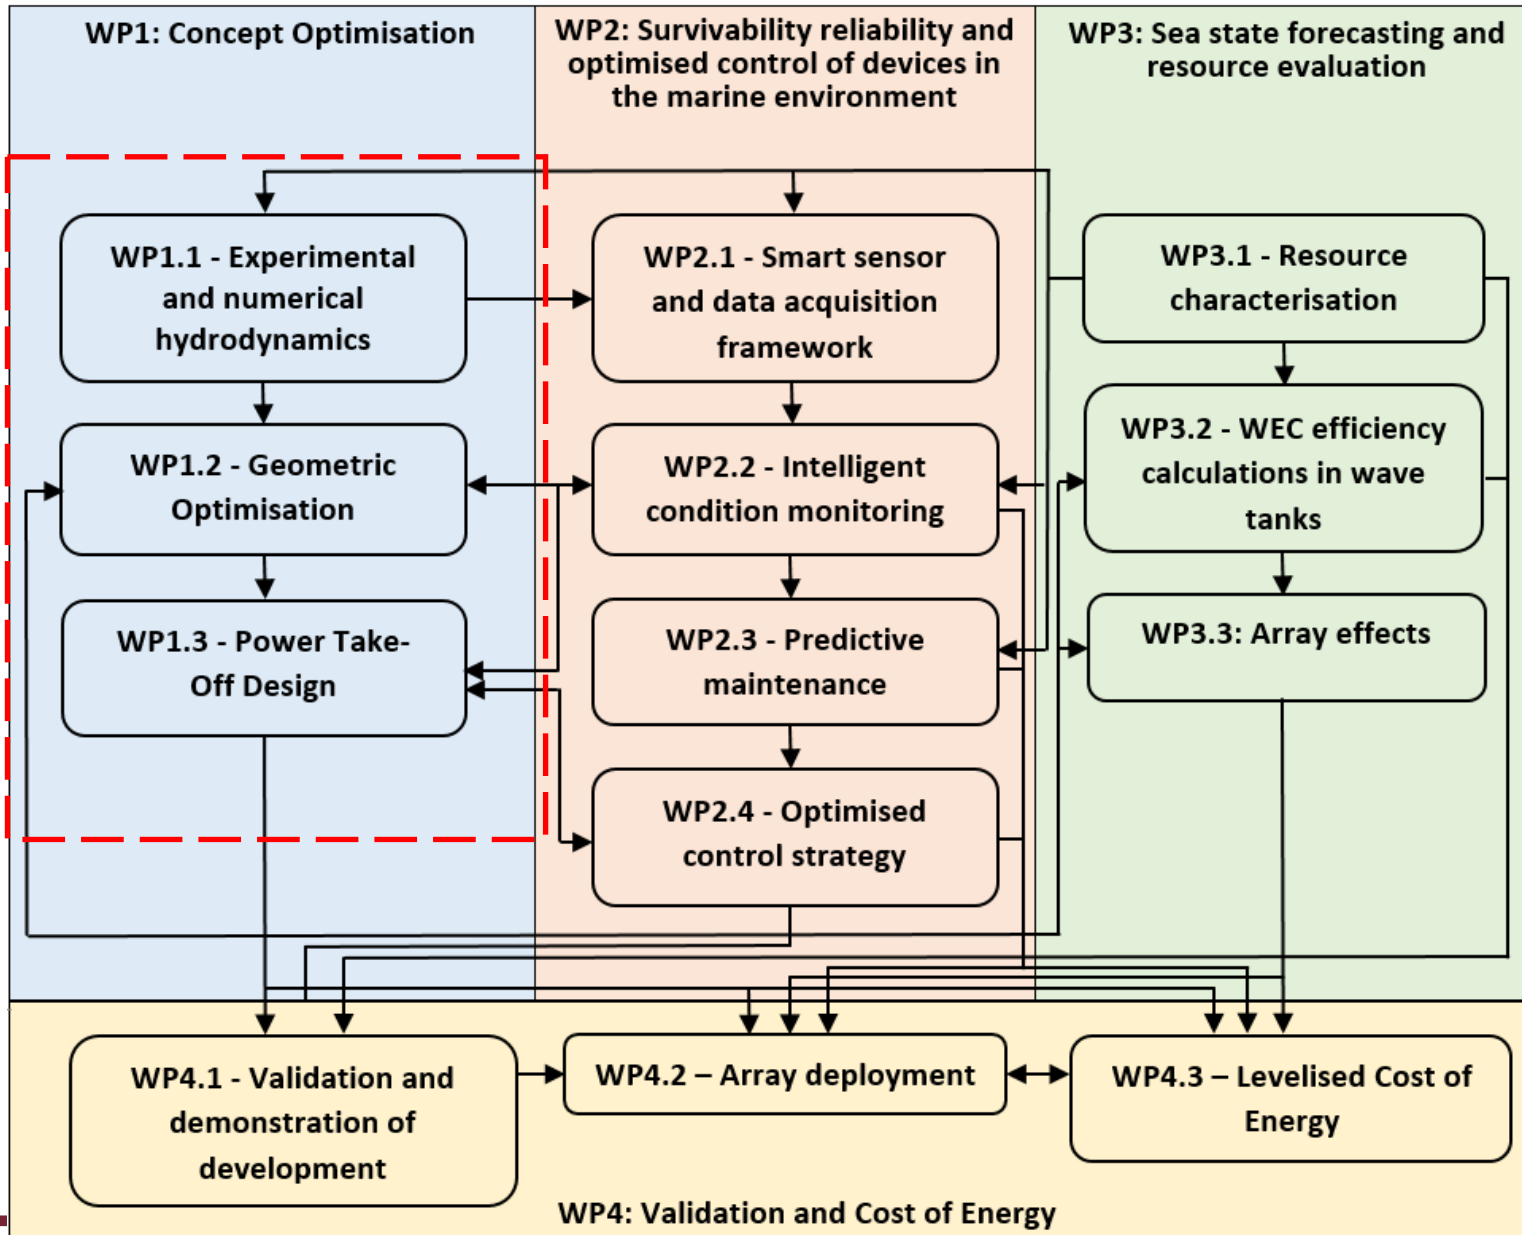 WP1: Concept Optimisation
WP2: Survivability reliability and
optimised control of devices in
the marine environment
WP3: Sea state forecasting and
resource evaluation
WP1.1 - Experimental
and numerical
hydrodynamics
WP2.1 - Smart sensor
and data acquisition
framework
WP3.1 - Resource
characterisation
WP1.2 - Geometric
Optimisation
WP2.2 - Intelligent
condition monitoring
WP3.2 - WEC efficiency
calculations in wave
tanks
WP1.3 - Power Take-
Off Design
WP2.3 - Predictive
maintenance
WP3.3: Array effects
WP2.4 - Optimised
control strategy
WP4.1 - Validation and
demonstration of
development
WP4.2 – Array deployment
WP4.3 – Levelised Cost of
Energy
WP4: Validation and Cost of Energy